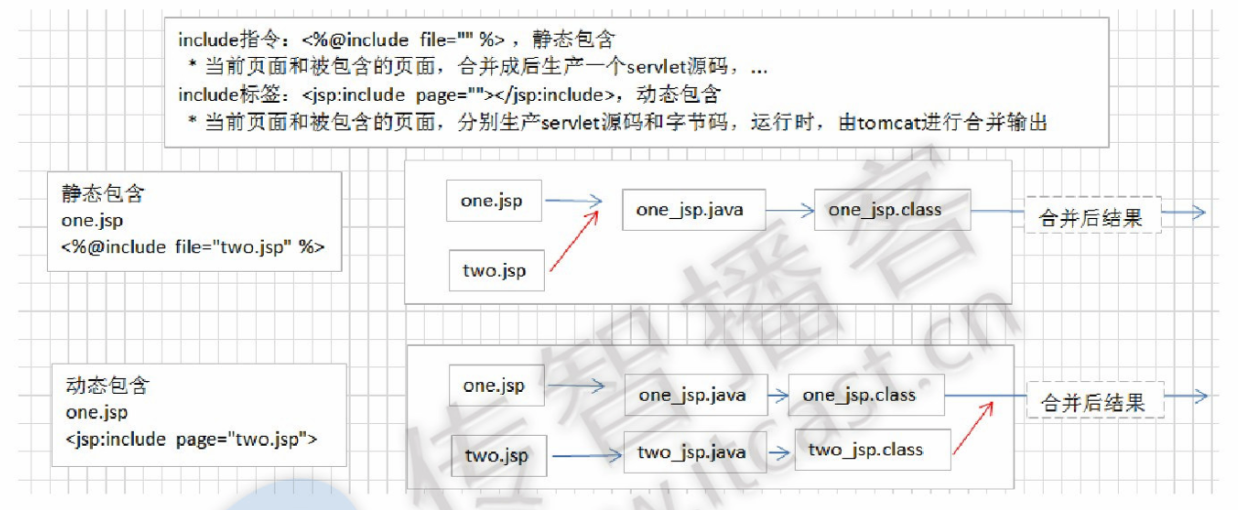 include指令：<%@include file="" %> ，静态包含
* 当前页面和被包含的页面，合并成后生产一个servlet源码，...
include标签：<jsp:include page=""></jsp:include>，动态包含
* 当前页面和被包含的页面，分别生产servlet源码和字节码，运行时，由tomcat进行合并输出
静态包含
one.jsp
<%@include file="two.jsp" %>
one.jsp
one_jsp.java
one_jsp.class
合并后结果
two.jsp
动态包含
one.jsp
<jsp:include page="two.jsp">
one.jsp
one_jsp.java
one_jsp.class
合并后结果
two.jsp
two_jsp.java
two_jsp.class
传智播客
www.itcast.cn